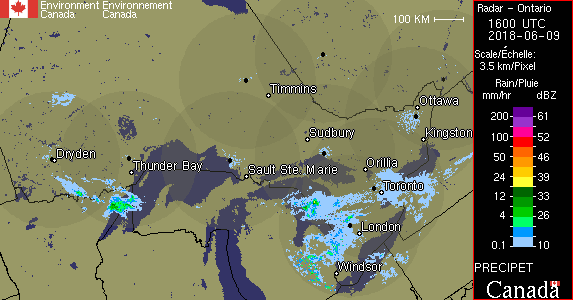 Environment Environnement
Canada Canada
100 KM
Timmins
Ottawa
Sudbury
Kingston
Dryden
Thunder Bay
Sault Ste. Marie
Orillia
Toronto
London
Windsor
Radar - Ontario
1600 UTC
2018-06-09
Scale/Échelle:
3.5 km/Pixel
Rain/Pluie
mm/hr dBZ
200 61
100 52
50 46
24 39
12 33
4 26
0.1 10
PRECIPET
Canada